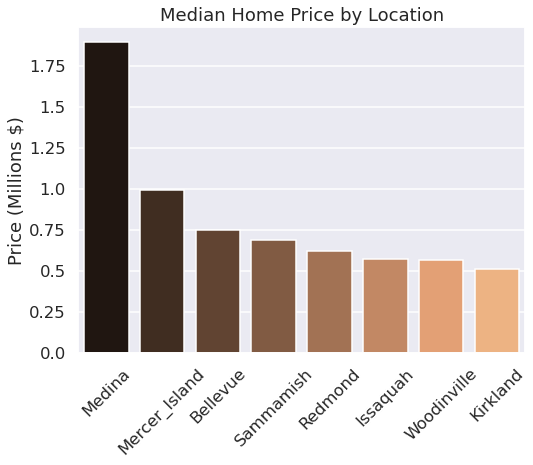 Median Home Price by Location
Price (Millions $)
1.75
1.5
1.25
1.0
0.75
0.5
0.25
0.0
Medina
Mercer_Island
Bellevue
Sammamish
Redmond
Issaquah
Woodinville
Kirkland